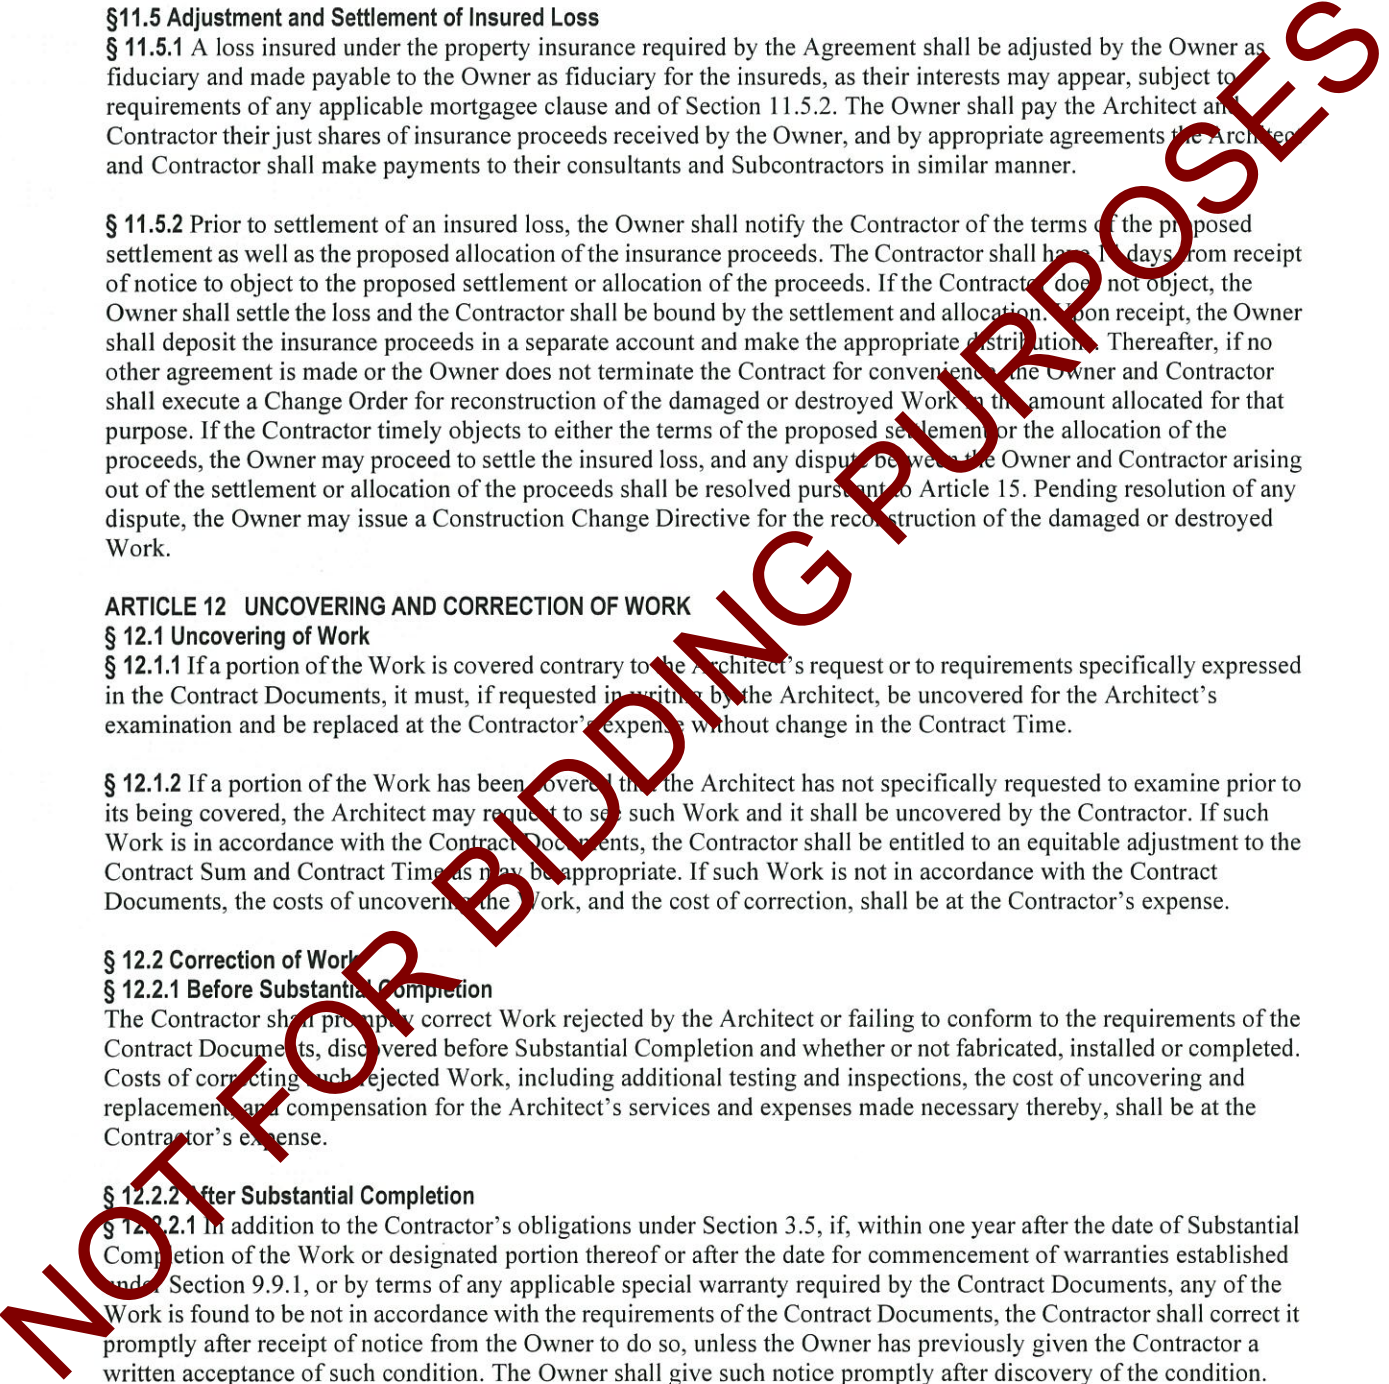 §11.5 Adjustment and Settlement of Insured Loss
§ 11.5.1 A loss insured under the property insurance required by the Agreement shall be adjusted by the Owner as
fiduciary and made payable to the Owner as fiduciary for the insureds, as their interests may appear, subject to
requirements of any applicable mortgagee clause and of Section 11.5.2. The Owner shall pay the Architect and
Contractor their just shares of insurance proceeds received by the Owner, and by appropriate agreements the Architect
and Contractor shall make payments to their consultants and Subcontractors in similar manner.
§ 11.5.2 Prior to settlement of an insured loss, the Owner shall notify the Contractor of the terms of the proposed
settlement as well as the proposed allocation of the insurance proceeds. The Contractor shall have days from receipt
of notice to object to the proposed settlement or allocation of the proceeds. If the Contractor does not object, the
Owner shall settle the loss and the Contractor shall be bound by the settlement and allocation. Upon receipt, the Owner
shall deposit the insurance proceeds in a separate account and make the appropriate distributions. Thereafter, if no
other agreement is made or the Owner does not terminate the Contract for convenience, the Owner and Contractor
shall execute a Change Order for reconstruction of the damaged or destroyed Work in the amount allocated for that
purpose. If the Contractor timely objects to either the terms of the proposed settlement or the allocation of the
proceeds, the Owner may proceed to settle the insured loss, and any dispute between the Owner and Contractor arising
out of the settlement or allocation of the proceeds shall be resolved pursuant to Article 15. Pending resolution of any
dispute, the Owner may issue a Construction Change Directive for the reconstruction of the damaged or destroyed
Work.
ARTICLE 12 UNCOVERING AND CORRECTION OF WORK
§ 12.1 Uncovering of Work
§ 12.1.1 If a portion of the Work is covered contrary to the Architect's request or to requirements specifically expressed
in the Contract Documents, it must, if requested in writing by the Architect, be uncovered for the Architect's
examination and be replaced at the Contractor's expense without change in the Contract Time.
§ 12.1.2 If a portion of the Work has been covered that the Architect has not specifically requested to examine prior to
its being covered, the Architect may request to see such Work and it shall be uncovered by the Contractor. If such
Work is in accordance with the Contract Documents, the Contractor shall be entitled to an equitable adjustment to the
Contract Sum and Contract Time as may be appropriate. If such Work is not in accordance with the Contract
Documents, the costs of uncovering the Work, and the cost of correction, shall be at the Contractor's expense.
§ 12.2 Correction of Work
§ 12.2.1 Before Substantial Completion
The Contractor shall promptly correct Work rejected by the Architect or failing to conform to the requirements of the
Contract Documents, discovered before Substantial Completion and whether or not fabricated, installed or completed.
Costs of correcting such rejected Work, including additional testing and inspections, the cost of uncovering and
replacement, and compensation for the Architect's services and expenses made necessary thereby, shall be at the
Contractor's expense.
§ 12.2.2 After Substantial Completion
§ 12.2.2.1 In addition to the Contractor's obligations under Section 3.5, if, within one year after the date of Substantial
Completion of the Work or designated portion thereof or after the date for commencement of warranties established
under Section 9.9.1, or by terms of any applicable special warranty required by the Contract Documents, any of the
Work is found to be not in accordance with the requirements of the Contract Documents, the Contractor shall correct it
promptly after receipt of notice from the Owner to do so, unless the Owner has previously given the Contractor a
written acceptance of such condition. The Owner shall give such notice promptly after discovery of the condition.
NOT FOR BIDDING PURPOSES